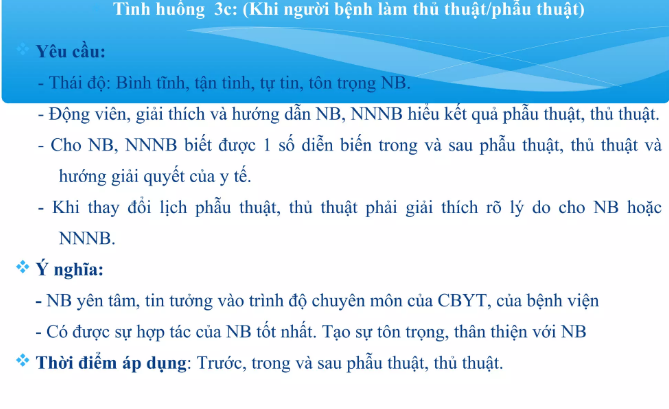 Tình huống 3c: (Khi người bệnh làm thủ thuật/phẫu thuật)
Yêu cầu:
- Thái độ: Bình tĩnh, tận tình, tự tin, tôn trọng NB.
- Động viên, giải thích và hướng dẫn NB, NNNB hiểu kết quả phẫu thuật, thủ thuật.
- Cho NB, NNNB biết được 1 số diễn biến trong và sau phẫu thuật, thủ thuật và
hướng giải quyết của y tế.
- Khi thay đổi lịch phẫu thuật, thủ thuật phải giải thích rõ lý do cho NB hoặc
NNNB.
Ý nghĩa:
- NB yên tâm, tin tưởng vào trình độ chuyên môn của CBYT, của bệnh viện
- Có được sự hợp tác của NB tốt nhất. Tạo sự tôn trọng, thân thiện với NB
Thời điểm áp dụng: Trước, trong và sau phẫu thuật, thủ thuật.